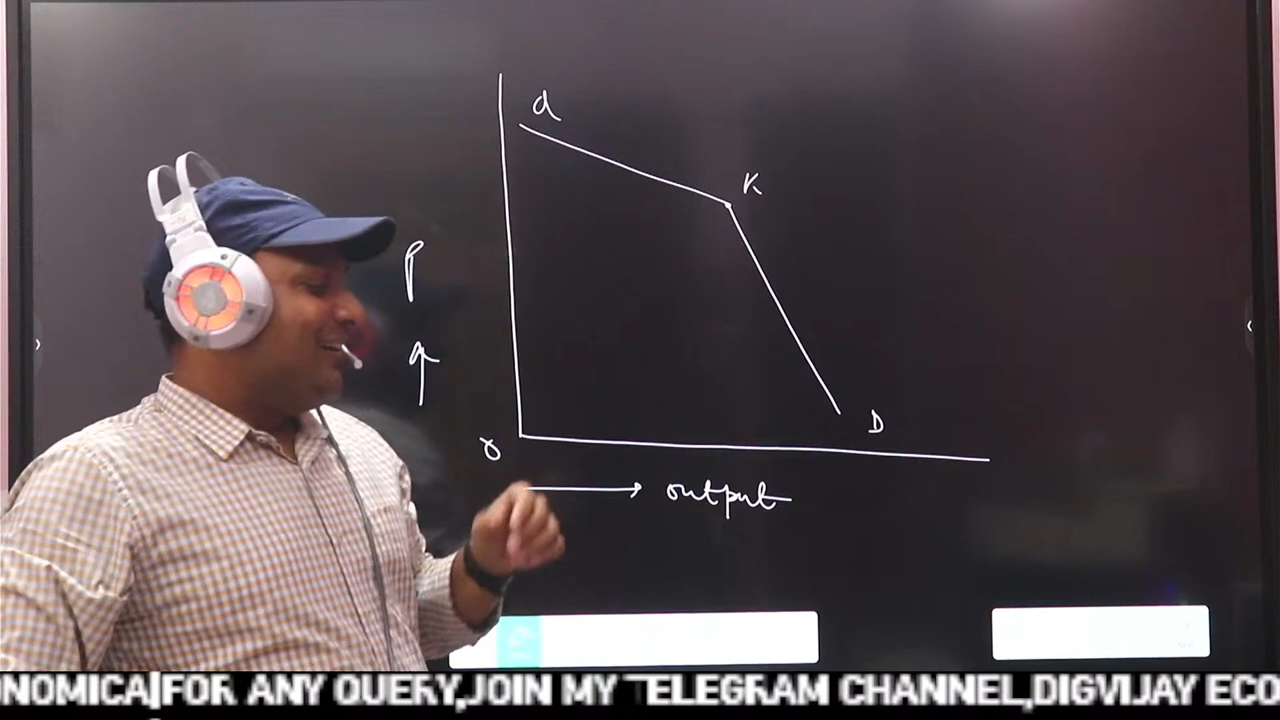 d
K
P
D
O
output
NOMICA|FOR ANY QUERY,JOIN MY TELEGRAM CHANNEL,DIGVIJAY ECO